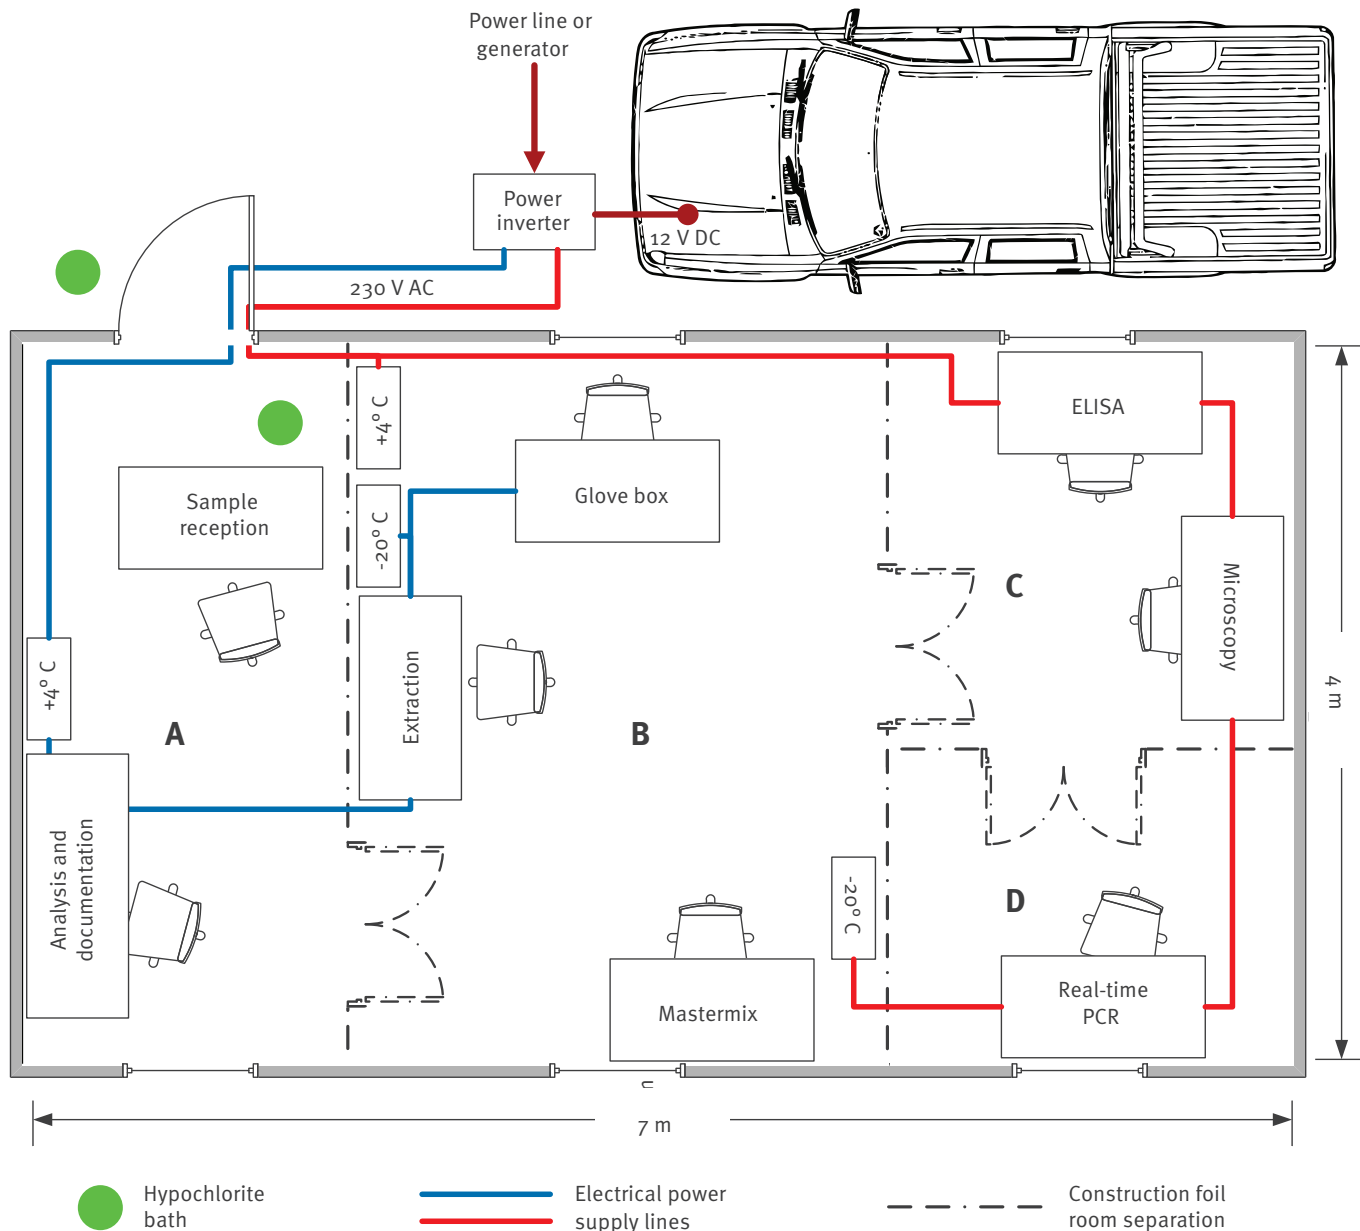 Power line or
generator
Power
inverter
12 V DC
230 V AC
+4° C
ELISA
Sample
reception
-20° C
Glove box
C
Microscopy
+4° C
A
Extraction
B
4 m
Analysis and
documentation
-20° C
D
Mastermix
Real-time
PCR
7 m
Hypochlorite
bath
Electrical power
supply lines
Construction foil
room separation